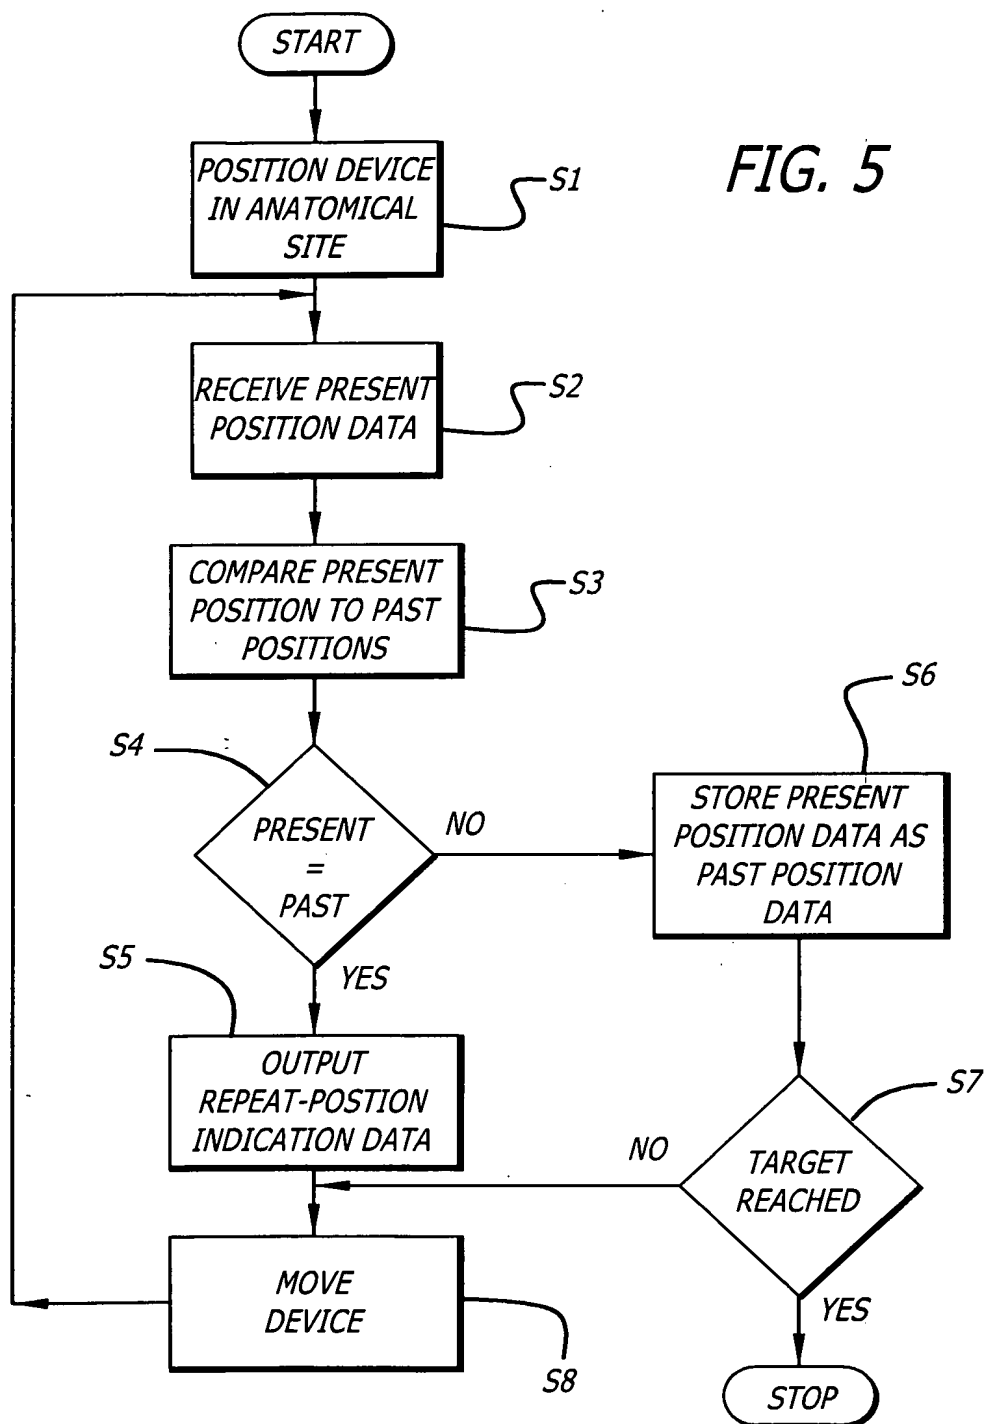 START
FIG. 5
POSITION DEVICE
IN ANATOMICAL
SITE
S1
RECEIVE PRESENT
POSITION DATA
S2
COMPARE PRESENT
POSITION TO PAST
POSITIONS
S3
S4
PRESENT
=
PAST
NO
YES
S6
STORE PRESENT
POSITION DATA AS
PAST POSITION
DATA
S5
OUTPUT
REPEAT-POSTION
INDICATION DATA
S7
TARGET
REACHED
NO
YES
MOVE
DEVICE
S8
STOP